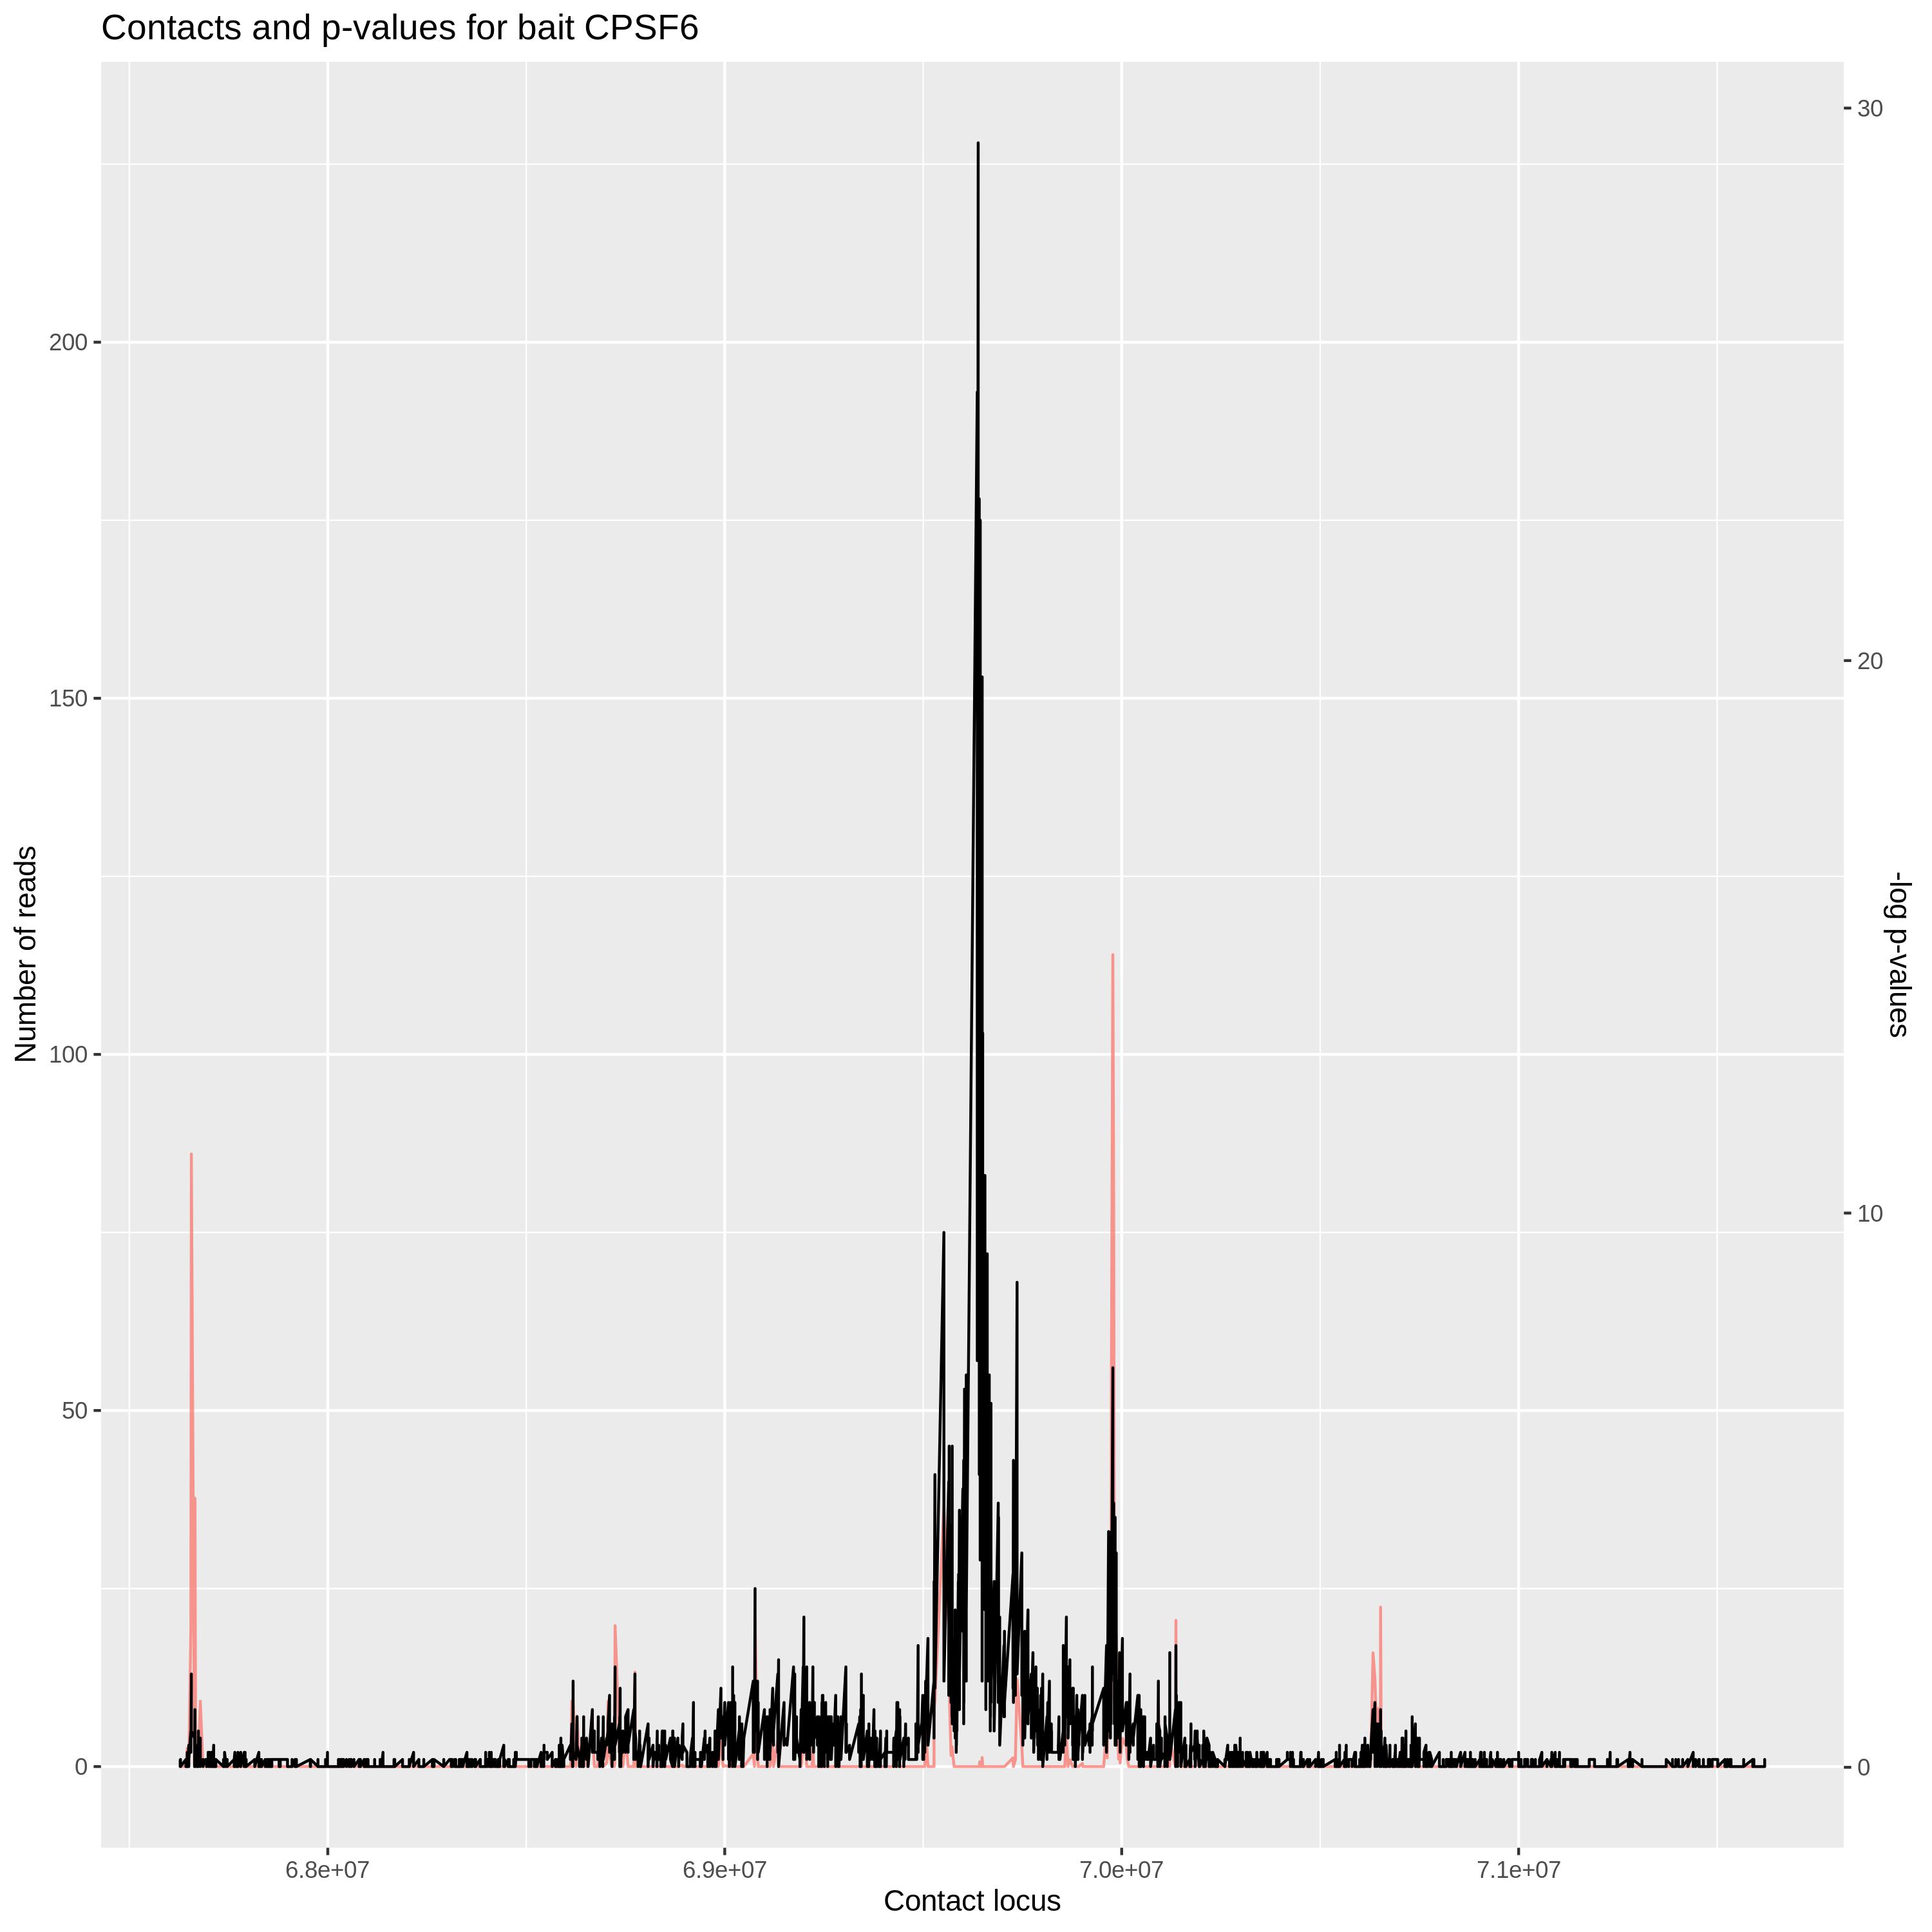 Contacts and p-values for bait CPSF6
30
200
20
150
Number of reads
-log p-values
100
10
50
0
0
6.8e+07
6.9e+07
7.0e+07
7.1e+07
Contact locus